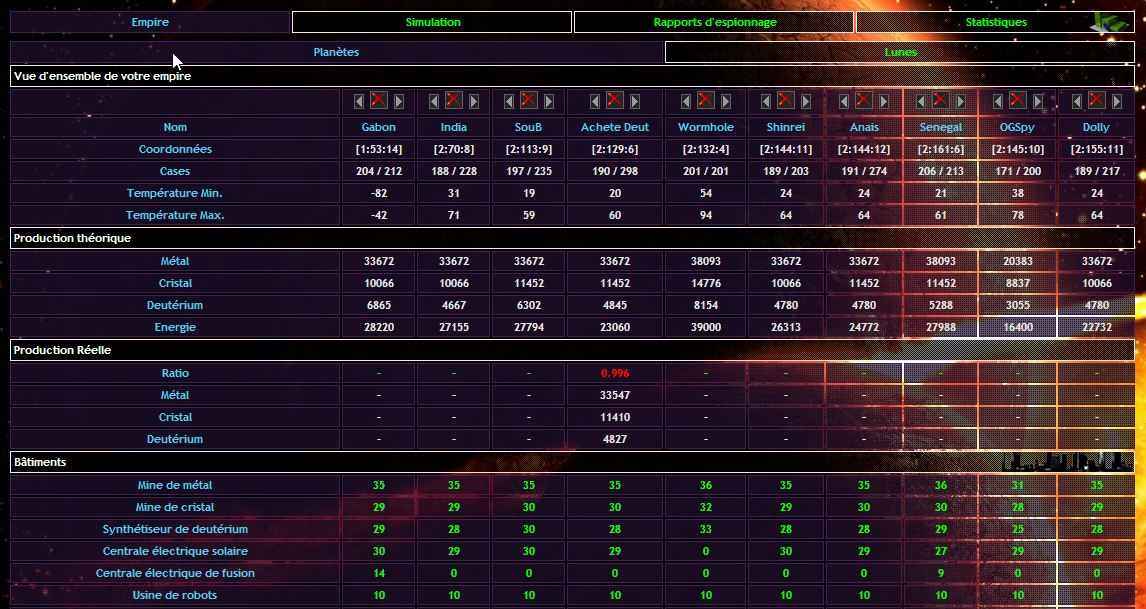 Empire Simulation Rapports d'espionnage Statistiques
Planètes Lunes
Vue d'ensemble de votre empire
Nom Gabon India SouB Achete Deut Wormhole Shinrei Anais Senegal OGSpy Dolly
Coordonnées [1:53:14] [2:70:8] [2:113:9] [2:129:6] [2:132:4] [2:144:11] [2:144:12] [2:161:6] [2:145:10] [2:155:11]
Cases 204 / 212 188 / 228 197 / 235 190 / 298 201 / 201 189 / 203 191 / 274 206 / 213 171 / 200 189 / 217
Température Min. -82 31 19 20 54 24 24 21 38 24
Température Max. -42 71 59 60 94 64 64 61 78 64
Production théorique
Métal 33672 33672 33672 33672 38093 33672 33672 38093 20383 33672
Cristal 10066 10066 11452 11452 14776 10066 11452 11452 8837 10066
Deutérium 6865 4667 6302 4845 8154 4780 4780 5288 3055 4780
Energie 28220 27155 27794 23060 39000 26313 24772 27988 16400 22732
Production Réelle
Ratio - - - 0.996 - - - - - -
Métal - - - 33547 - - - - - -
Cristal - - - 11410 - - - - - -
Deutérium - - - 4827 - - - - - -
Bâtiments
Mine de métal 35 35 35 35 36 35 35 36 31 35
Mine de cristal 29 29 30 30 32 29 30 30 28 29
Synthétiseur de deutérium 29 28 30 28 33 28 28 29 25 28
Centrale électrique solaire 30 29 30 29 0 30 29 27 29 29
Centrale électrique de fusion 14 0 0 0 0 0 0 9 0 0
Usine de robots 10 10 10 10 10 10 10 10 10 10